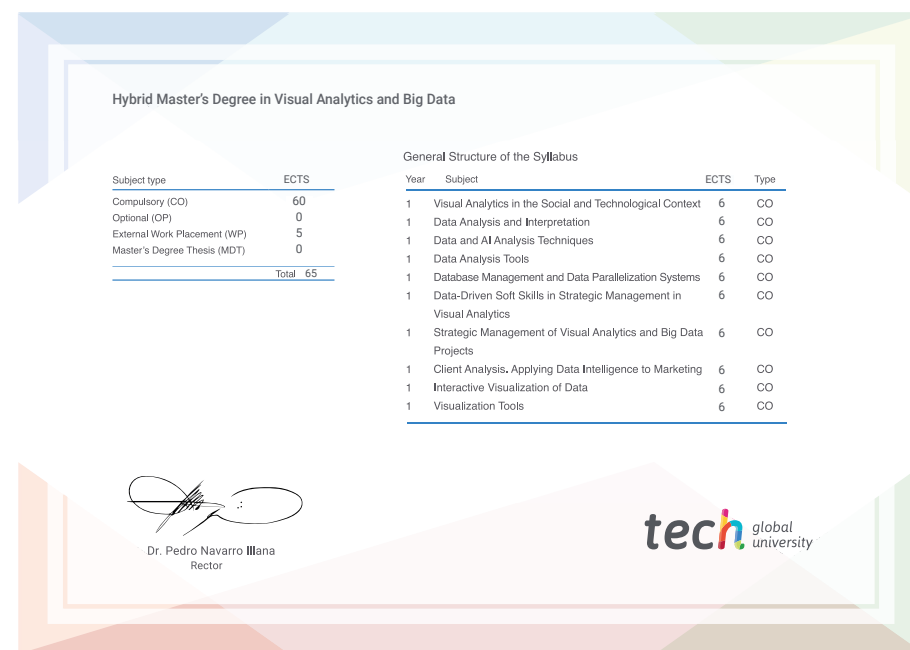 Hybrid Master's Degree in Visual Analytics and Big Data
General Structure of the Syllabus
Subject type ECTS
Compulsory (CO) 60
Optional (OP) 0
External Work Placement (WP) 5
Master's Degree Thesis (MDT) 0
Total 65
Year Subject ECTS Type
1 Visual Analytics in the Social and Technological Context 6 CO
1 Data Analysis and Interpretation 6 CO
1 Data and AI Analysis Techniques 6 CO
1 Data Analysis Tools 6 CO
1 Database Management and Data Parallelization Systems 6 CO
1 Data-Driven Soft Skills in Strategic Management in 6 CO
Visual Analytics
1 Strategic Management of Visual Analytics and Big Data 6 CO
Projects
1 Client Analysis. Applying Data Intelligence to Marketing 6 CO
1 Interactive Visualization of Data 6 CO
1 Visualization Tools 6 CO
Dr. Pedro Navarro Illana
Rector
tech global
university